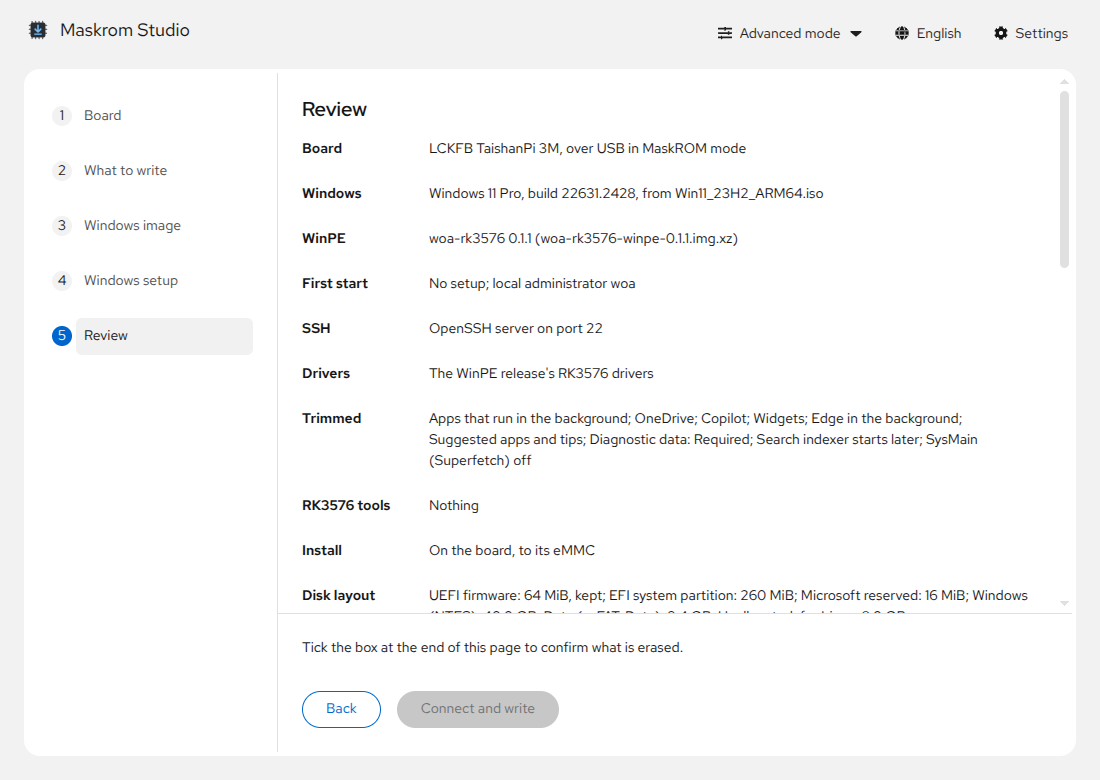 Maskrom Studio
Advanced mode
English
Settings
1 Board
2 What to write
3 Windows image
4 Windows setup
5 Review
Review
Board LCKFB TaishanPi 3M, over USB in MaskROM mode
Windows Windows 11 Pro, build 22631.2428, from Win11_23H2_ARM64.iso
WinPE woa-rk3576 0.1.1 (woa-rk3576-winpe-0.1.1.img.xz)
First start No setup; local administrator woa
SSH OpenSSH server on port 22
Drivers The WinPE release's RK3576 drivers
Trimmed Apps that run in the background; OneDrive; Copilot; Widgets; Edge in the background;
Suggested apps and tips; Diagnostic data: Required; Search indexer starts later; SysMain
(Superfetch) off
RK3576 tools Nothing
Install On the board, to its eMMC
Disk layout UEFI firmware: 64 MiB, kept; EFI system partition: 260 MiB; Microsoft reserved: 16 MiB; Windows
Tick the box at the end of this page to confirm what is erased.
Back
Connect and write